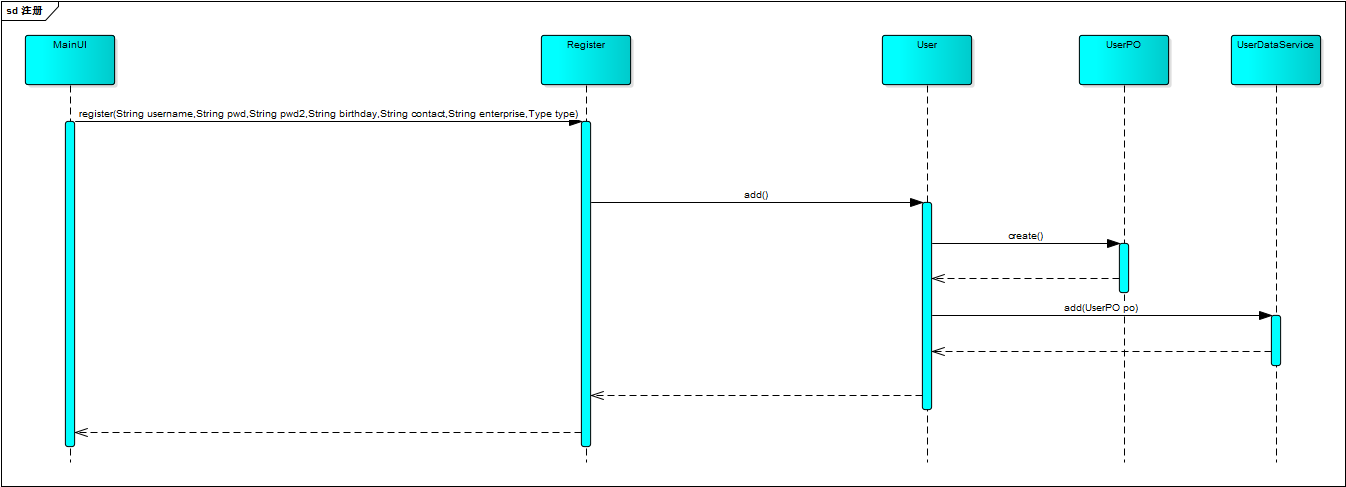 sd 注册
MainUI
Register
User
UserPO
UserDataService
register(String username,String pwd,String pwd2,String birthday,String contact,String enterprise,Type type)
add()
create()
add(UserPO po)